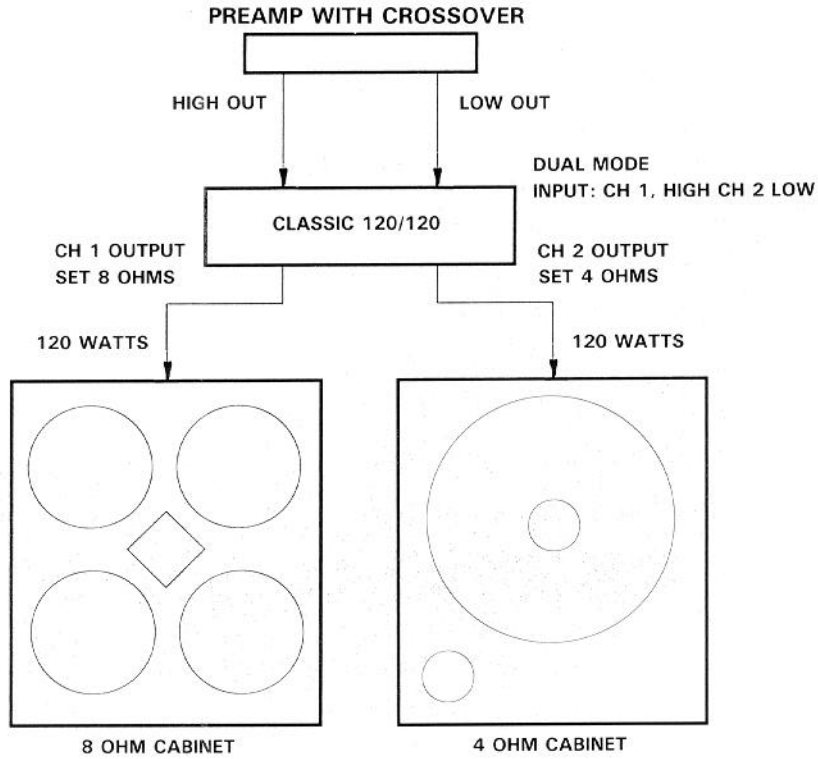 PREAMP WITH CROSSOVER
HIGH OUT
LOW OUT
DUAL MODE
INPUT: CH 1, HIGH CH 2 LOW
CLASSIC 120/120
CH 1 OUTPUT
SET 8 OHMS
CH 2 OUTPUT
SET 4 OHMS
120 WATTS
120 WATTS
8 OHM CABINET
4 OHM CABINET